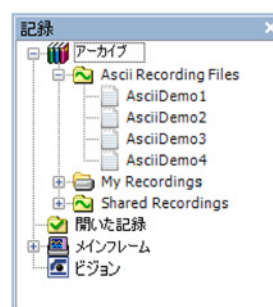 記録
アーカイブ
Ascii Recording Files
AsciiDemo1
AsciiDemo2
AsciiDemo3
AsciiDemo4
My Recordings
Shared Recordings
開いた記録
メインフレーム
ビジョン